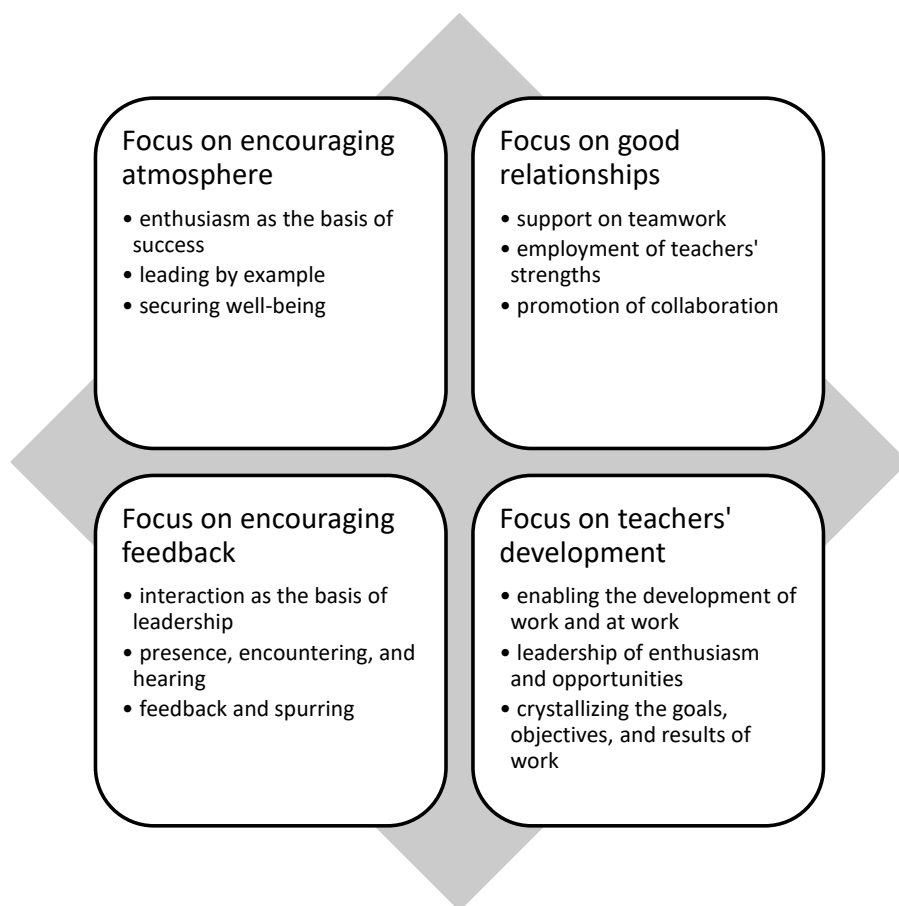 Focus on encouraging
atmosphere
• enthusiasm as the basis of
success
• leading by example
• securing well-being
Focus on good
relationships
• support on teamwork
• employment of teachers'
strengths
• promotion of collaboration
Focus on encouraging
feedback
• interaction as the basis of
leadership
• presence, encountering, and
hearing
• feedback and spurring
Focus on teachers'
development
• enabling the development of
work and at work
• leadership of enthusiasm
and opportunities
• crystallizing the goals,
objectives, and results of
work